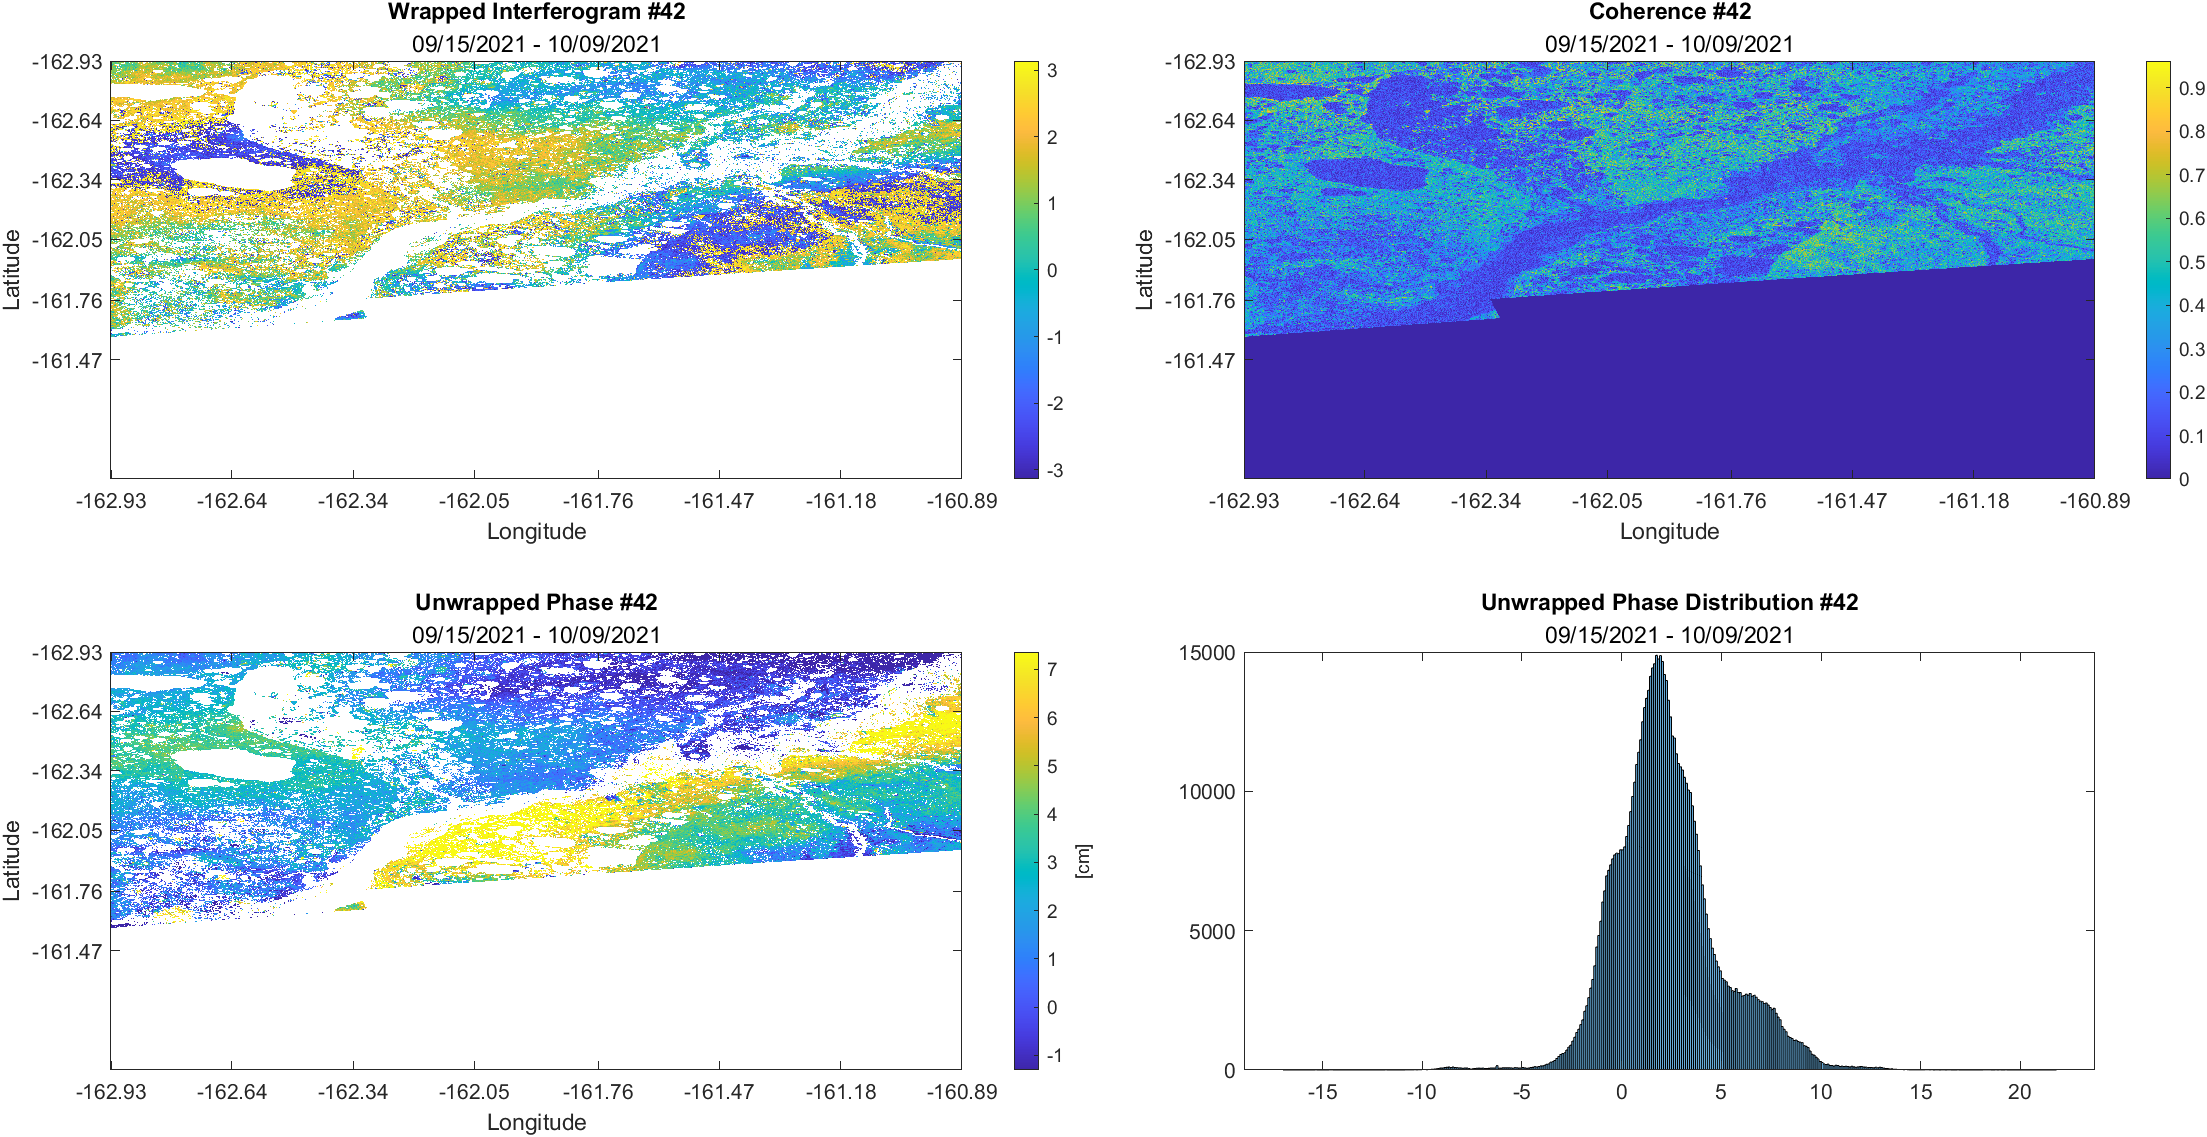 Wrapped Interferogram #42
09/15/2021 - 10/09/2021
-162.93
-162.64
-162.34
-162.05
-161.76
-161.47
Latitude
-162.93 -162.64 -162.34 -162.05 -161.76 -161.47 -161.18 -160.89
Longitude
3
2
1
0
-1
-2
-3
Coherence #42
09/15/2021 - 10/09/2021
-162.93
-162.64
-162.34
-162.05
-161.76
-161.47
Latitude
-162.93 -162.64 -162.34 -162.05 -161.76 -161.47 -161.18 -160.89
Longitude
0.9
0.8
0.7
0.6
0.5
0.4
0.3
0.2
0.1
0
Unwrapped Phase #42
09/15/2021 - 10/09/2021
-162.93
-162.64
-162.34
-162.05
-161.76
-161.47
Latitude
-162.93 -162.64 -162.34 -162.05 -161.76 -161.47 -161.18 -160.89
Longitude
7
6
5
4
3
2
1
0
-1
[cm]
Unwrapped Phase Distribution #42
09/15/2021 - 10/09/2021
15000
10000
5000
0
-15 -10 -5 0 5 10 15 20